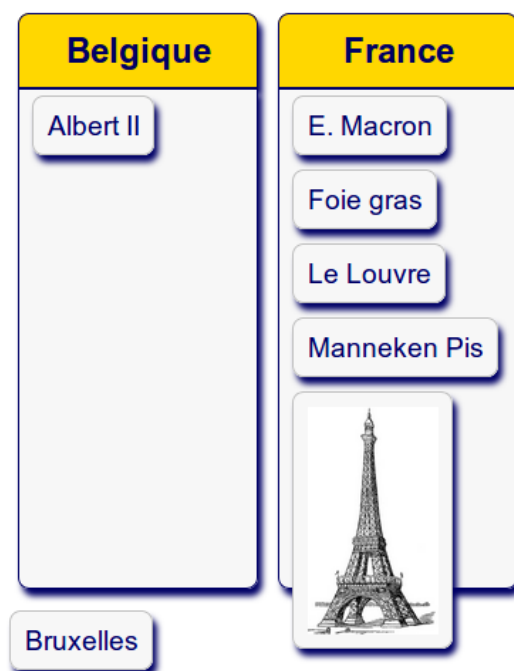 Belgique
Albert II
France
E. Macron
Foie gras
Le Louvre
Manneken Pis
Bruxelles